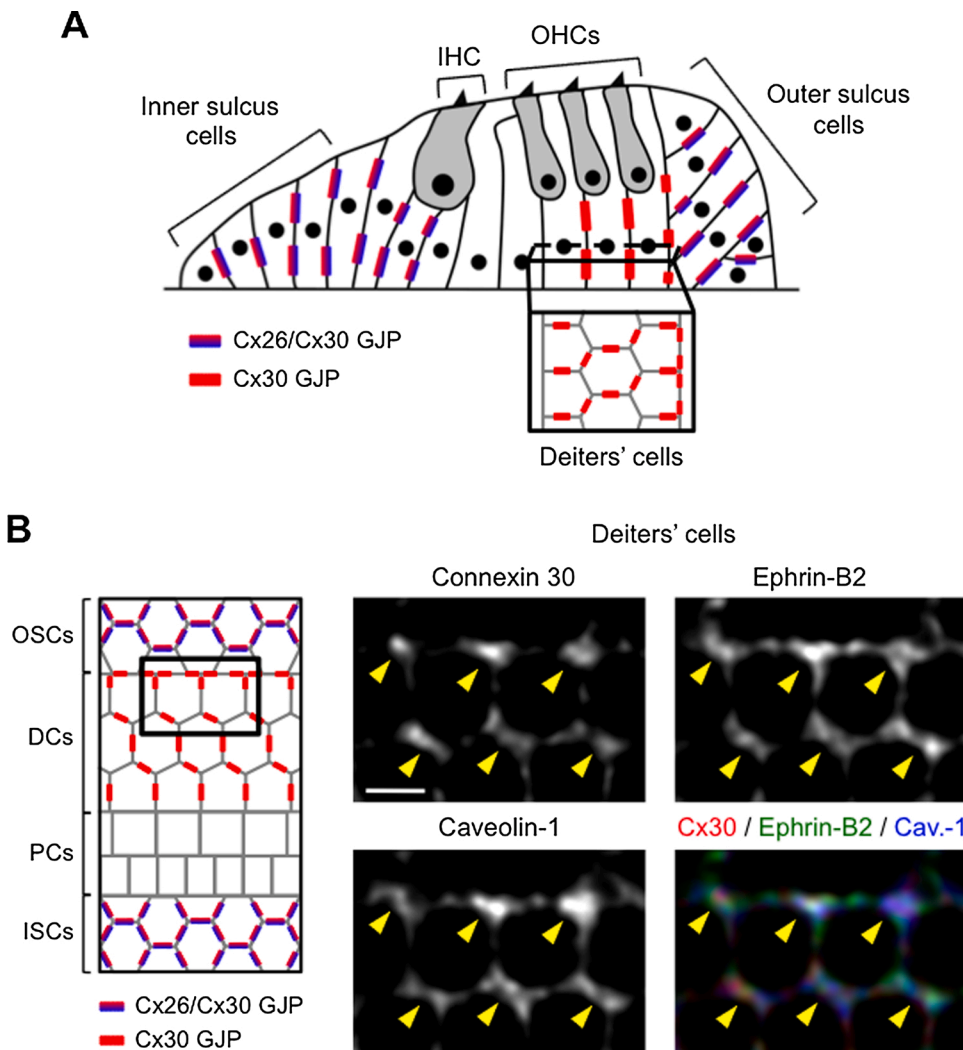 A
IHC
OHCs
Inner sulcus
cells
Outer sulcus
cells
Cx26/Cx30 GJP
Cx30 GJP
Deiters’ cells
B
Deiters’ cells
Connexin 30
Ephrin-B2
OSCs
DCs
PCs
ISCs
Caveolin-1
Cx30 / Ephrin-B2 / Cav.-1
Cx26/Cx30 GJP
Cx30 GJP